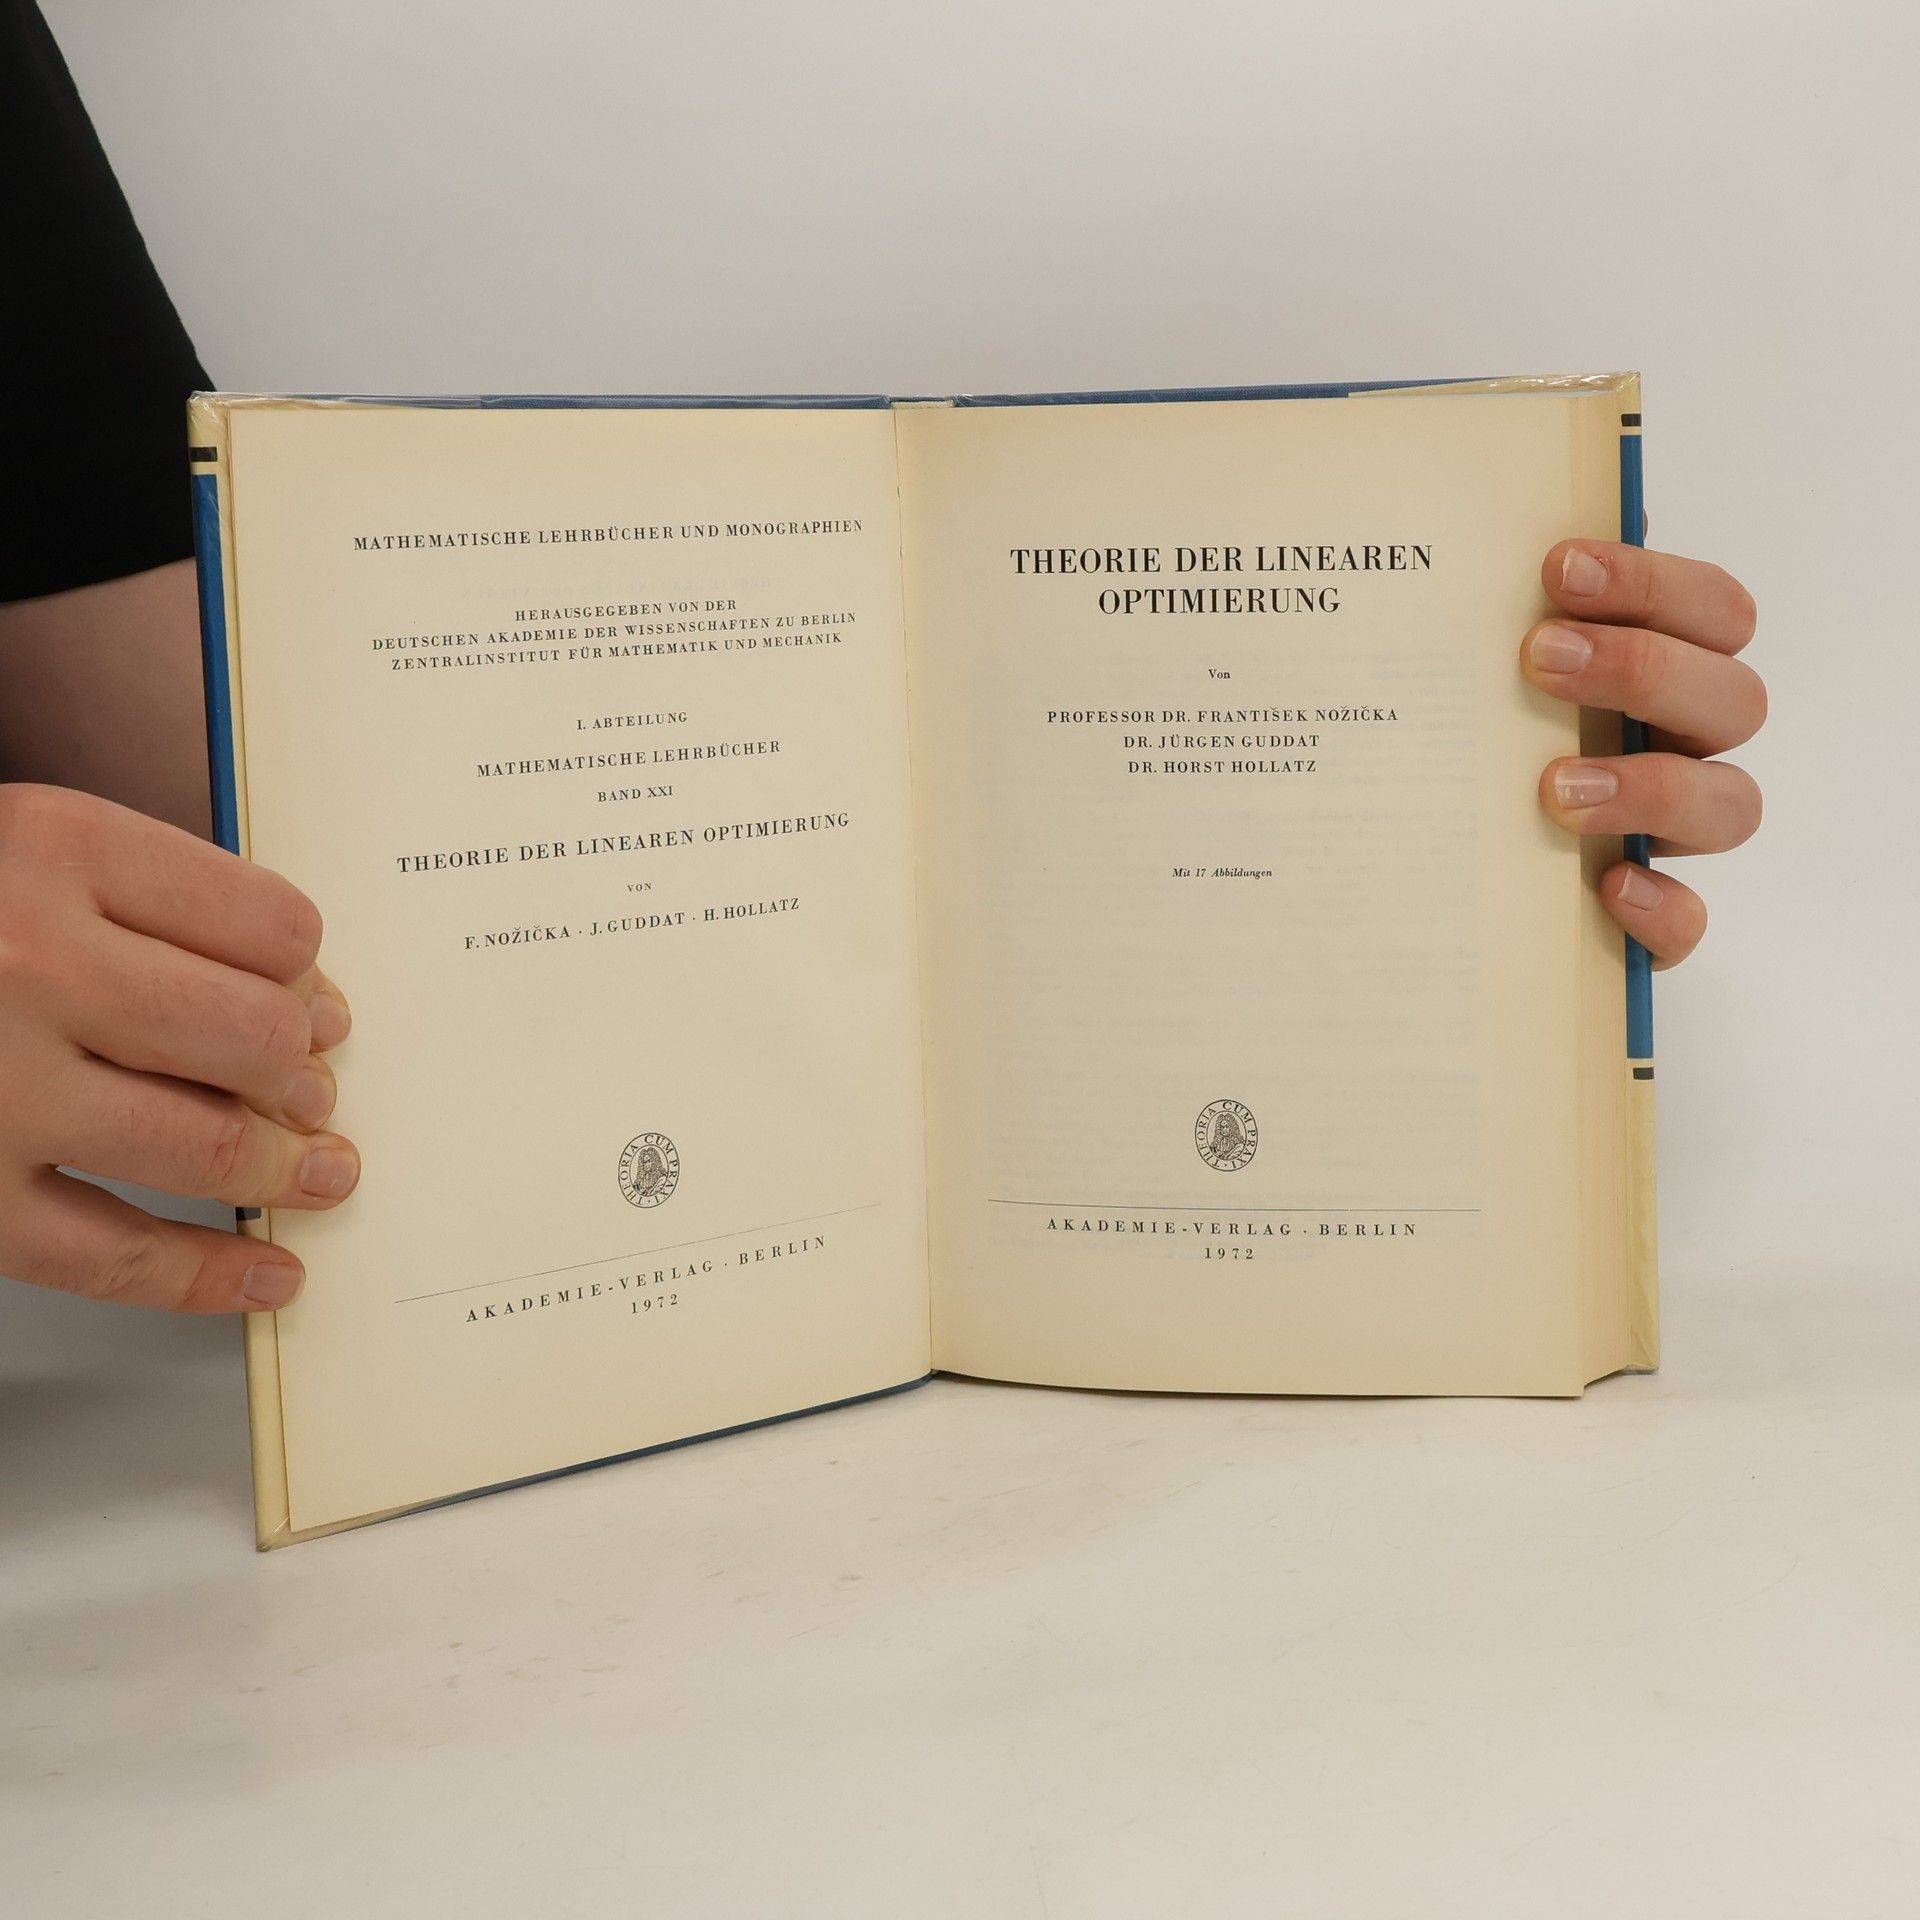 MATHEMATISCHE LEHRBÜCHER UND MONOGRAPHIEN
HERAUSGEGEBEN VON DER
DEUTSCHEN AKADEMIE DER WISSENSCHAFTEN ZU BERLIN
ZENTRALINSTITUT FÜR MATHEMATIK UND MECHANIK
I. ABTEILUNG
MATHEMATISCHE LEHRBÜCHER
BAND XXI
THEORIE DER LINEAREN OPTIMIERUNG
VON
F. NOŽIČKA · J. GUDDAT · H. HOLLATZ
THEORIA CUM PRAXI
AKADEMIE-VERLAG · BERLIN
1972
THEORIE DER LINEAREN
OPTIMIERUNG
Von
PROFESSOR DR. FRANTIŠEK NOŽIČKA
DR. JÜRGEN GUDDAT
DR. HORST HOLLATZ
Mit 17 Abbildungen
THEORIA CUM PRAXI
AKADEMIE-VERLAG · BERLIN
1972